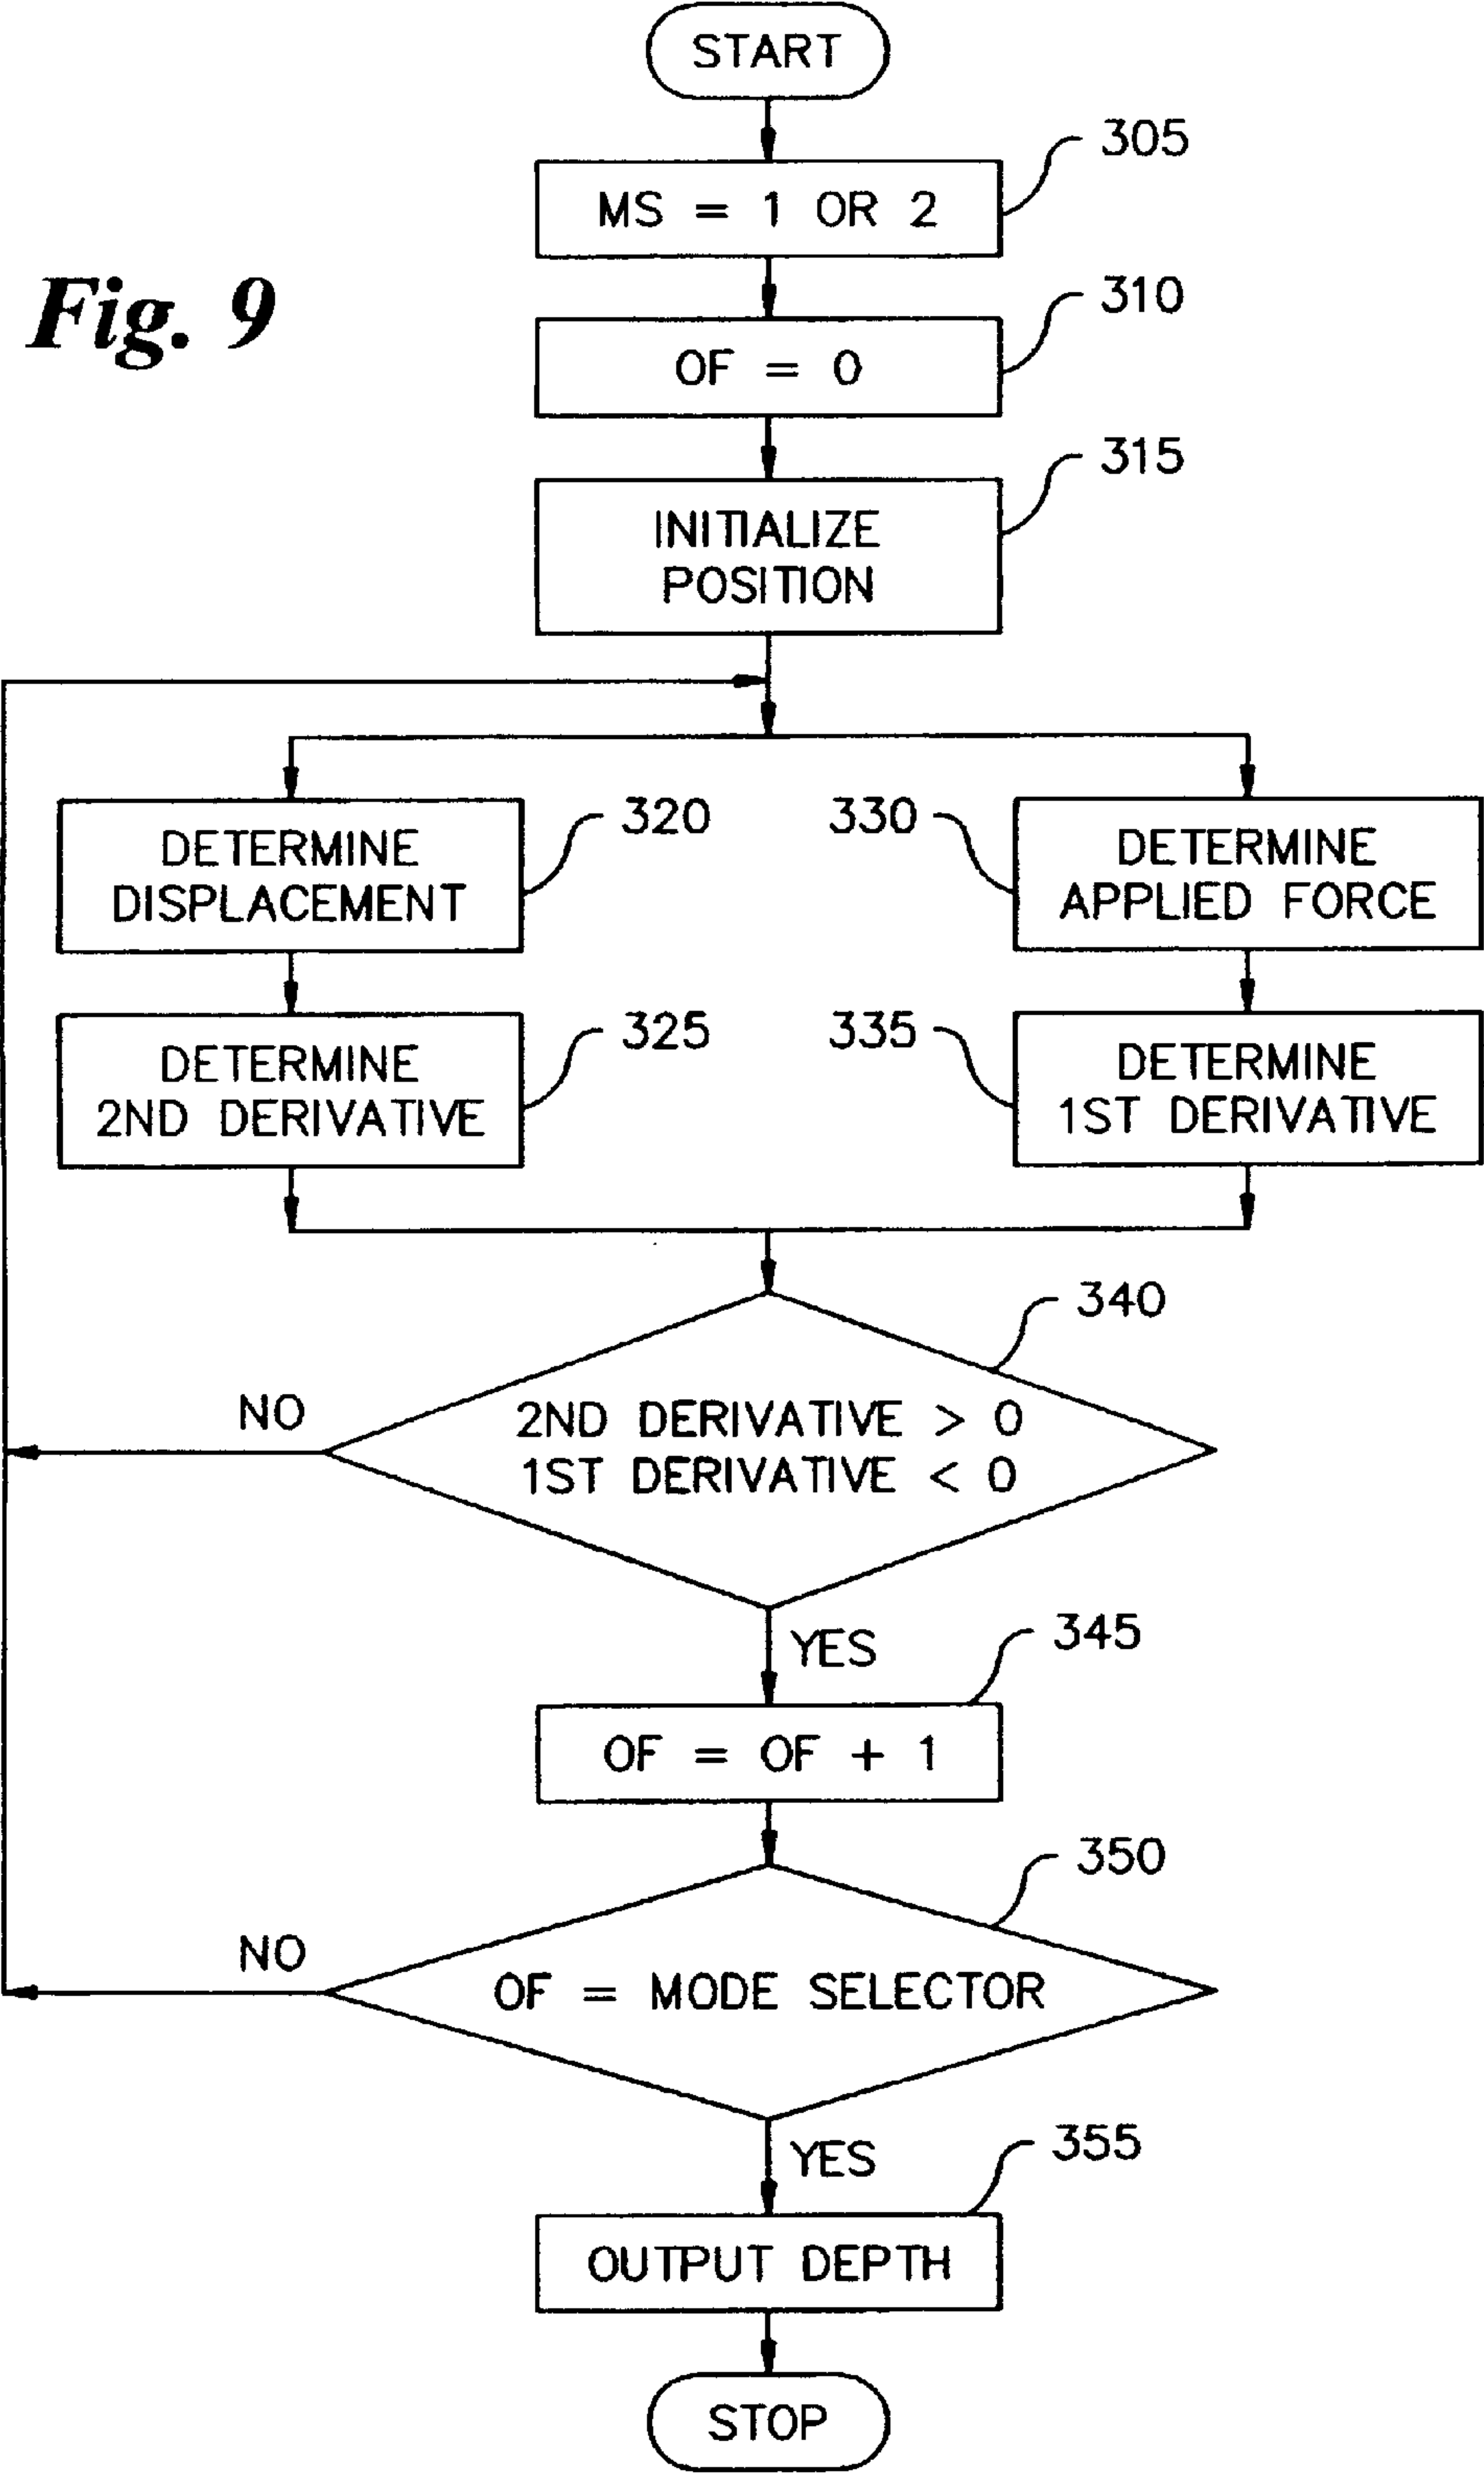 START
305
MS = 1 OR 2
Fig. 9
310
OF = 0
315
INITIALIZE
POSITION
320
330
DETERMINE
DISPLACEMENT
DETERMINE
APPLIED FORCE
325
335
DETERMINE
2ND DERIVATIVE
DETERMINE
1ST DERIVATIVE
340
NO
2ND DERIVATIVE > 0
1ST DERIVATIVE < 0
YES
345
OF = OF + 1
350
NO
OF = MODE SELECTOR
YES
355
OUTPUT DEPTH
STOP